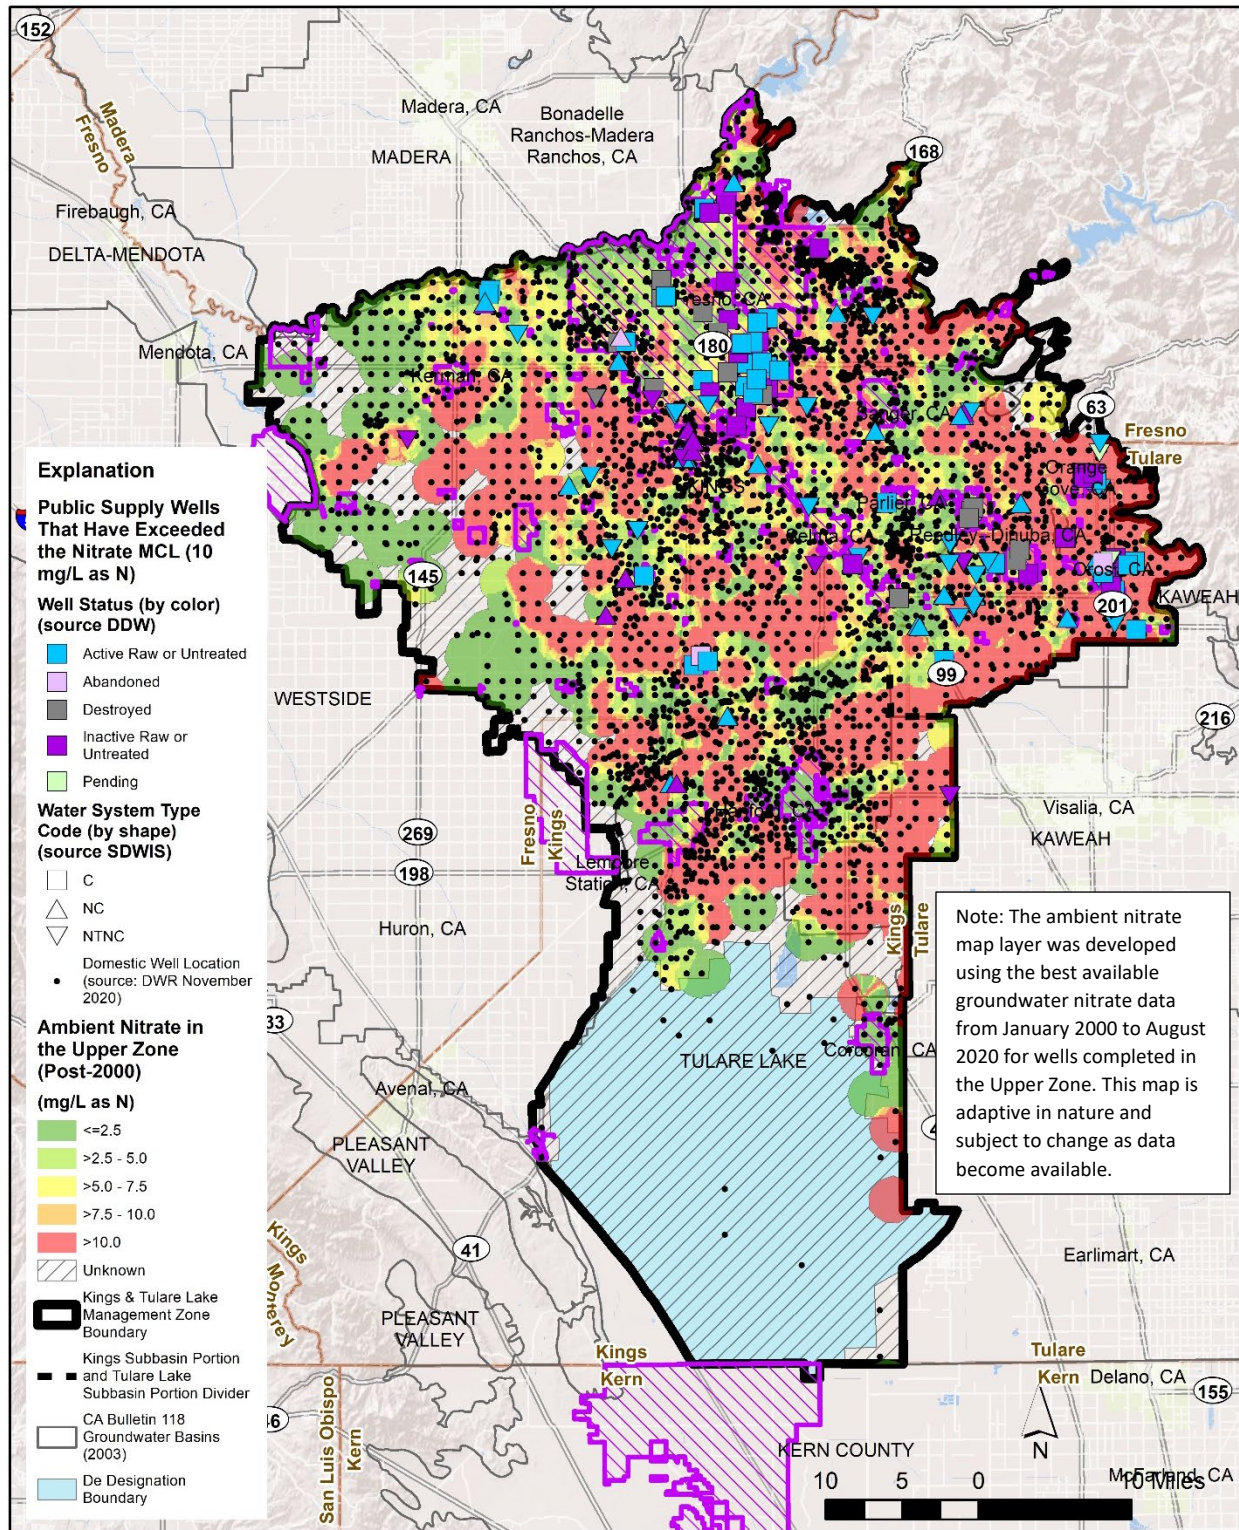 152
Madera, CA
Bonadelle
Ranchos-Madera
Ranchos, CA
Madera
Fresno
MADERA
168
Firebaugh, CA
DELTA-MENDOTA
Fresno, CA
180
Mendota, CA
Kerman, CA
Sanger, CA
63
Fresno
Tulare
Orange
Cove, CA
KINGS
Parlier, CA
Selma, CA
Reedley
Dinuba, CA
Orosi, CA
145
201
KAWEAH
99
WESTSIDE
216
Hanford, CA
Visalia, CA
KAWEAH
269
Fresno
Kings
198
Lemoore
Station, CA
Huron, CA
Kings
Tulare
33
TULARE LAKE
Corcoran, CA
Avenal, CA
4
PLEASANT
VALLEY
41
Earlimart, CA
Kings
Monterey
PLEASANT
VALLEY
Kings
Kern
Tulare
Kern
Delano, CA
155
46
San Luis Obispo
Kern
KERN COUNTY
McFarland, CA
Explanation
Public Supply Wells
That Have Exceeded
the Nitrate MCL (10
mg/L as N)
Well Status (by color)
(source DDW)
Active Raw or Untreated
Abandoned
Destroyed
Inactive Raw or
Untreated
Pending
Water System Type
Code (by shape)
(source SDWIS)
C
NC
NTNC
Domestic Well Location
(source: DWR November
2020)
Ambient Nitrate in
the Upper Zone
(Post-2000)
(mg/L as N)
<=2.5
>2.5 - 5.0
>5.0 - 7.5
>7.5 - 10.0
>10.0
Unknown
Kings & Tulare Lake
Management Zone
Boundary
Kings Subbasin Portion
and Tulare Lake
Subbasin Portion Divider
CA Bulletin 118
Groundwater Basins
(2003)
De Designation
Boundary
Note: The ambient nitrate
map layer was developed
using the best available
groundwater nitrate data
from January 2000 to August
2020 for wells completed in
the Upper Zone. This map is
adaptive in nature and
subject to change as data
become available.
N
10 5 0 10 Miles